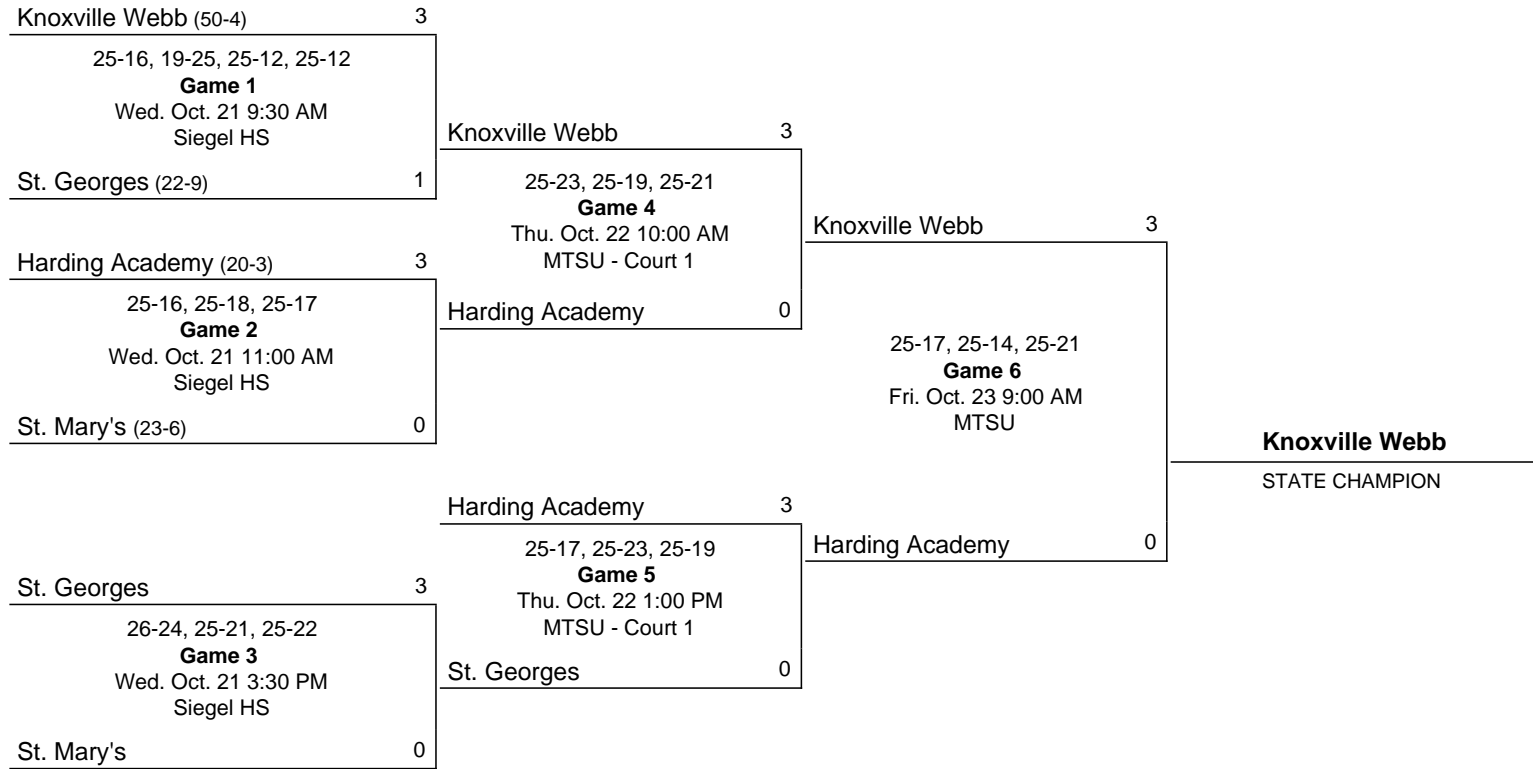 Knoxville Webb (50-4) 3
25-16, 19-25, 25-12, 25-12
Game 1
Wed. Oct. 21 9:30 AM
Siegel HS
St. Georges (22-9) 1
Harding Academy (20-3) 3
25-16, 25-18, 25-17
Game 2
Wed. Oct. 21 11:00 AM
Siegel HS
St. Mary's (23-6) 0
St. Georges 3
26-24, 25-21, 25-22
Game 3
Wed. Oct. 21 3:30 PM
Siegel HS
St. Mary's 0
Knoxville Webb 3
25-23, 25-19, 25-21
Game 4
Thu. Oct. 22 10:00 AM
MTSU - Court 1
Harding Academy 0
Harding Academy 3
25-17, 25-23, 25-19
Game 5
Thu. Oct. 22 1:00 PM
MTSU - Court 1
St. Georges 0
Knoxville Webb 3
25-17, 25-14, 25-21
Game 6
Fri. Oct. 23 9:00 AM
MTSU
Harding Academy 0
Knoxville Webb
STATE CHAMPION